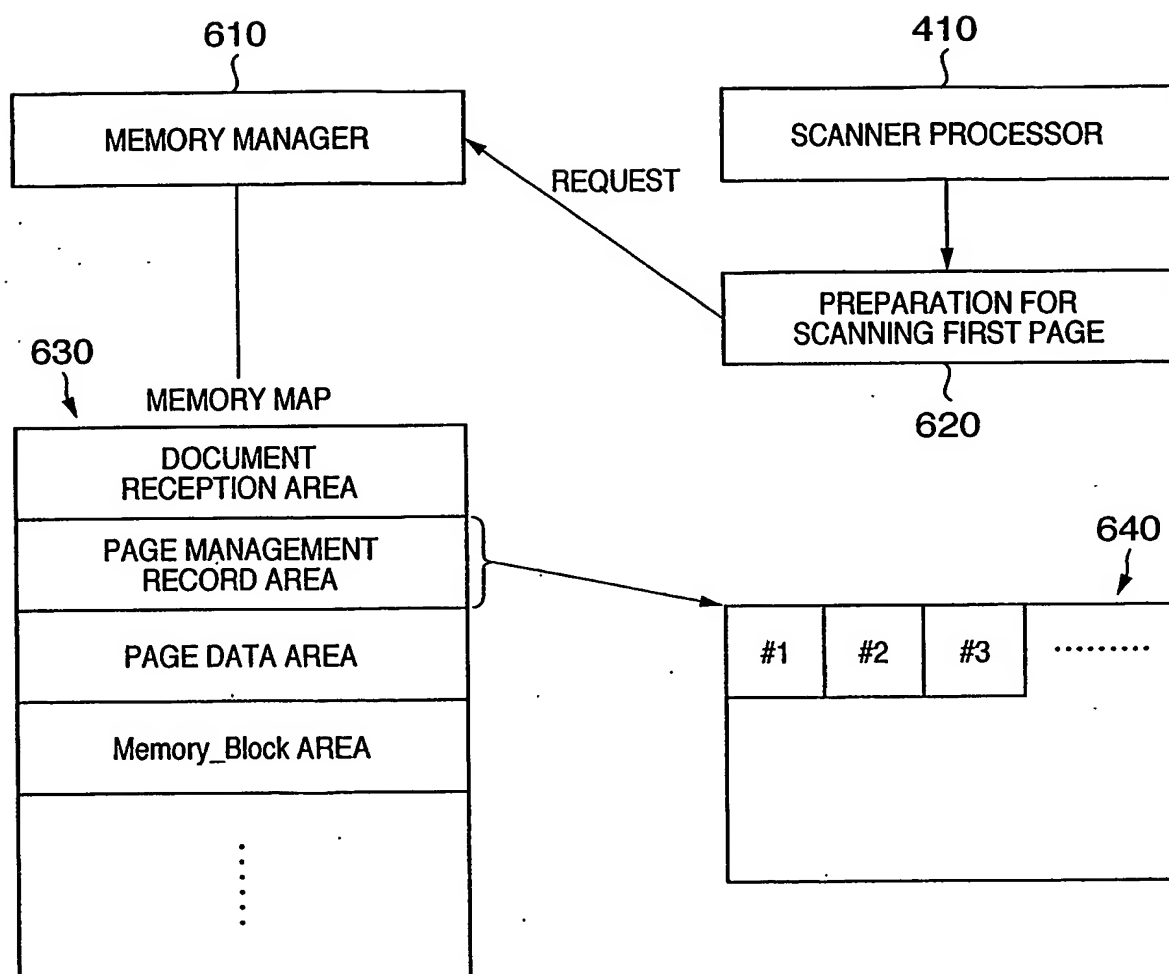 610
410
MEMORY MANAGER
SCANNER PROCESSOR
REQUEST
PREPARATION FOR
SCANNING FIRST PAGE
630
620
MEMORY MAP
DOCUMENT
RECEPTION AREA
PAGE MANAGEMENT
RECORD AREA
640
PAGE DATA AREA
#1 #2 #3 ·········
Memory_Block AREA